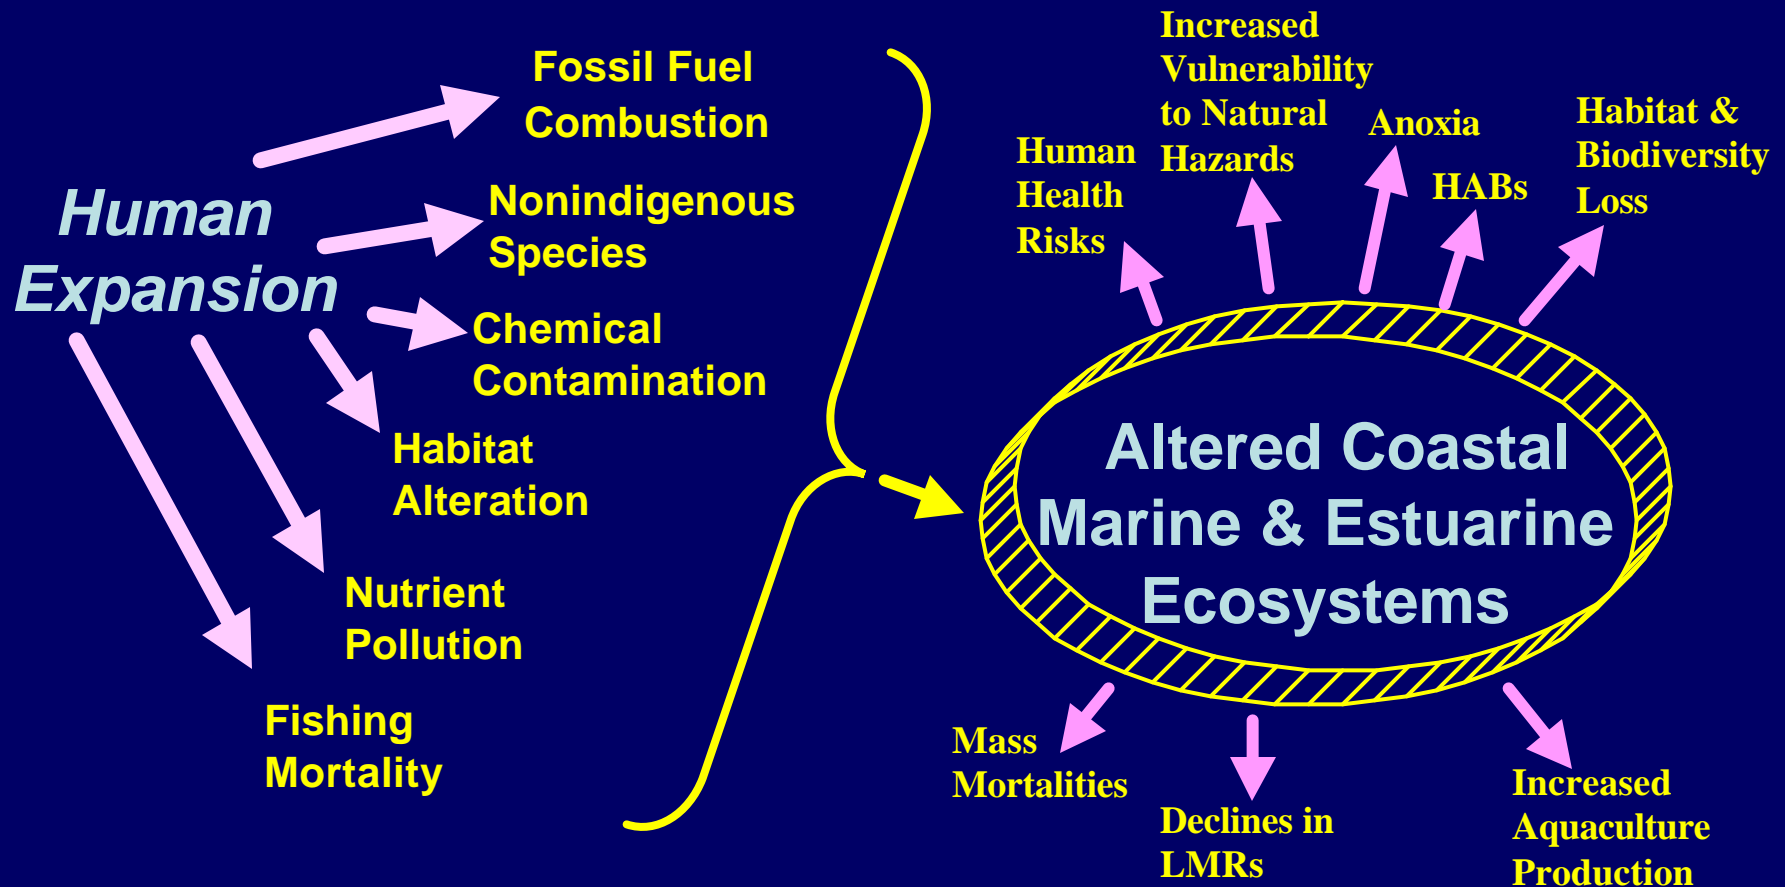 Human
Expansion
Fossil Fuel
Combustion
Nonindigenous
Species
Chemical
Contamination
Habitat
Alteration
Nutrient
Pollution
Fishing
Mortality
Human
Health
Risks
Increased
Vulnerability
to Natural
Hazards
Anoxia
HABs
Habitat &
Biodiversity
Loss
Altered Coastal
Marine & Estuarine
Ecosystems
Mass
Mortalities
Declines in
LMRs
Increased
Aquaculture
Production